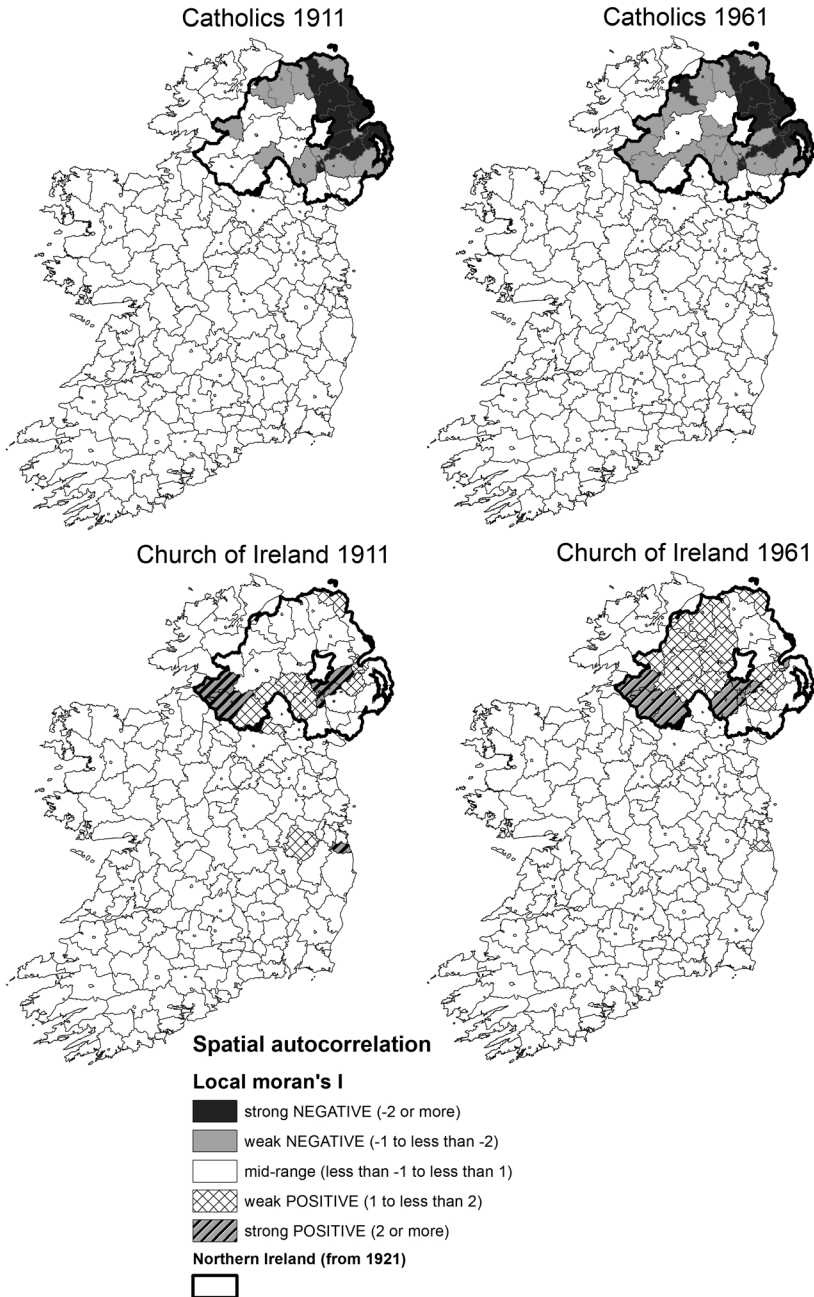 Catholics 1911
Catholics 1961
Church of Ireland 1911
Church of Ireland 1961
Spatial autocorrelation
Local moran's I
strong NEGATIVE (-2 or more)
weak NEGATIVE (-1 to less than -2)
mid-range (less than -1 to less than 1)
weak POSITIVE (1 to less than 2)
strong POSITIVE (2 or more)
Northern Ireland (from 1921)